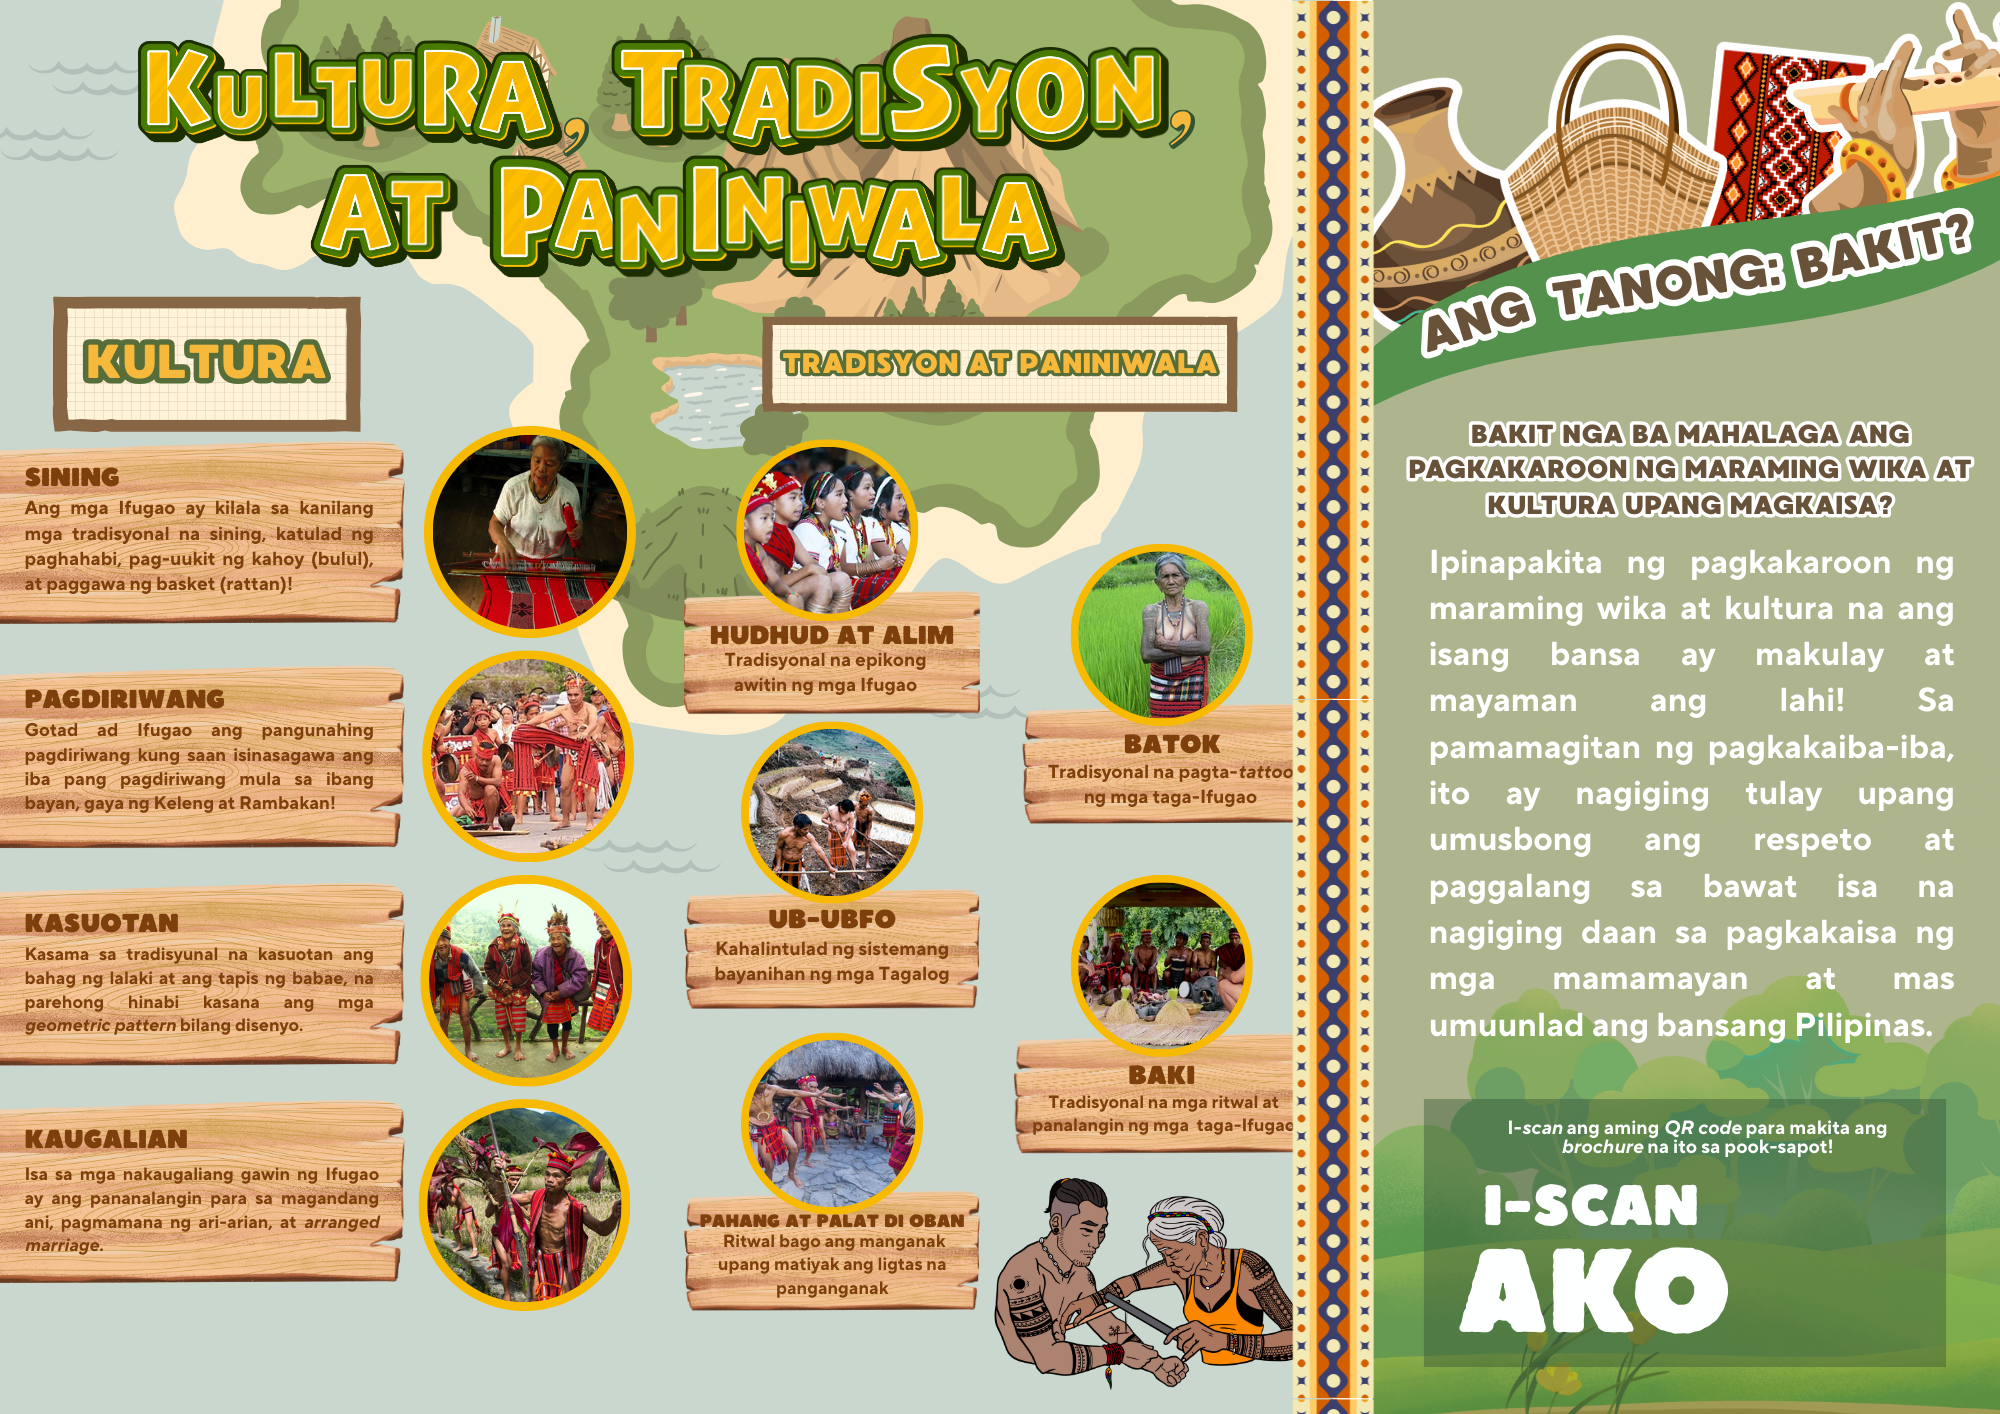 KULTURA, TRADISYON,
AT PANINIWALA
KULTURA
SINING
Ang mga Ifugao ay kilala sa kanilang
mga tradisyonal na sining, katulad ng
paghahabi, pag-uukit ng kahoy (bulul),
at paggawa ng basket (rattan)!
PAGDIRIWANG
Gotad ad Ifugao ang pangunahing
pagdiriwang kung saan isinasagawa ang
iba pang pagdiriwang mula sa ibang
bayan, gaya ng Keleng at Rambakan!
KASUOTAN
Kasama sa tradisyunal na kasuotan ang
bahag ng lalaki at ang tapis ng babae, na
parehong hinabi kasana ang mga
geometric pattern bilang disenyo.
KAUGALIAN
Isa sa mga nakaugaliang gawin ng Ifugao
ay ang pananalangin para sa magandang
ani, pagmamana ng ari-arian, at arranged
marriage.
TRADISYON AT PANINIWALA
HUDHUD AT ALIM
Tradisyonal na epikong
awitin ng mga Ifugao
UB-UBFO
Kahalintulad ng sistemang
bayanihan ng mga Tagalog
PAHANG AT PALAT DI OBAN
Ritwal bago ang manganak
upang matiyak ang ligtas na
panganganak
BATOK
Tradisyonal na pagta-tattoo
ng mga taga-Ifugao
BAKI
Tradisyonal na mga ritwal at
panalangin ng mga taga-Ifugao
ANG TANONG: BAKIT?
BAKIT NGA BA MAHALAGA ANG
PAGKAKAROON NG MARAMING WIKA AT
KULTURA UPANG MAGKAISA?
Ipinapakita ng pagkakaroon ng
maraming wika at kultura na ang
isang bansa ay makulay at
mayaman ang lahi! Sa
pamamagitan ng pagkakaiba-iba,
ito ay nagiging tulay upang
umusbong ang respeto at
paggalang sa bawat isa na
nagiging daan sa pagkakaisa ng
mga mamamayan at mas
umuunlad ang bansang Pilipinas.
I-scan ang aming QR code para makita ang
brochure na ito sa pook-sapot!
I-SCAN
AKO